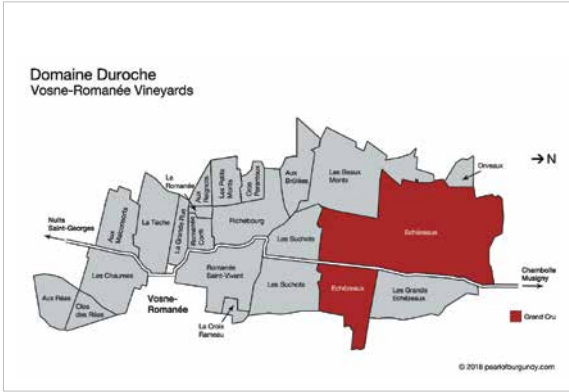 Domaine Duroche
Vosne-Romanée Vineyards
→ N
Orveaux
La
Romanée
Aux
Reignots
Les Petits
Monts
Cros
Parantoux
Aux
Brûlées
Les Beaux
Monts
Nuits
Saint-Georges
Aux Malconsorts
La Tache
La Grande Rue
Romanée
Conti
Richebourg
Les Suchots
Echézeaux
Les Chaumes
Romanée
Saint-Vivant
Les Suchots
Echézeaux
Les Grands
Echézeaux
Chambolle
Musigny
Aux Réas
Clos
des Réas
Vosne-
Romanée
La Croix
Rameau
Grand Cru
© 2018 pearlofburgundy.com